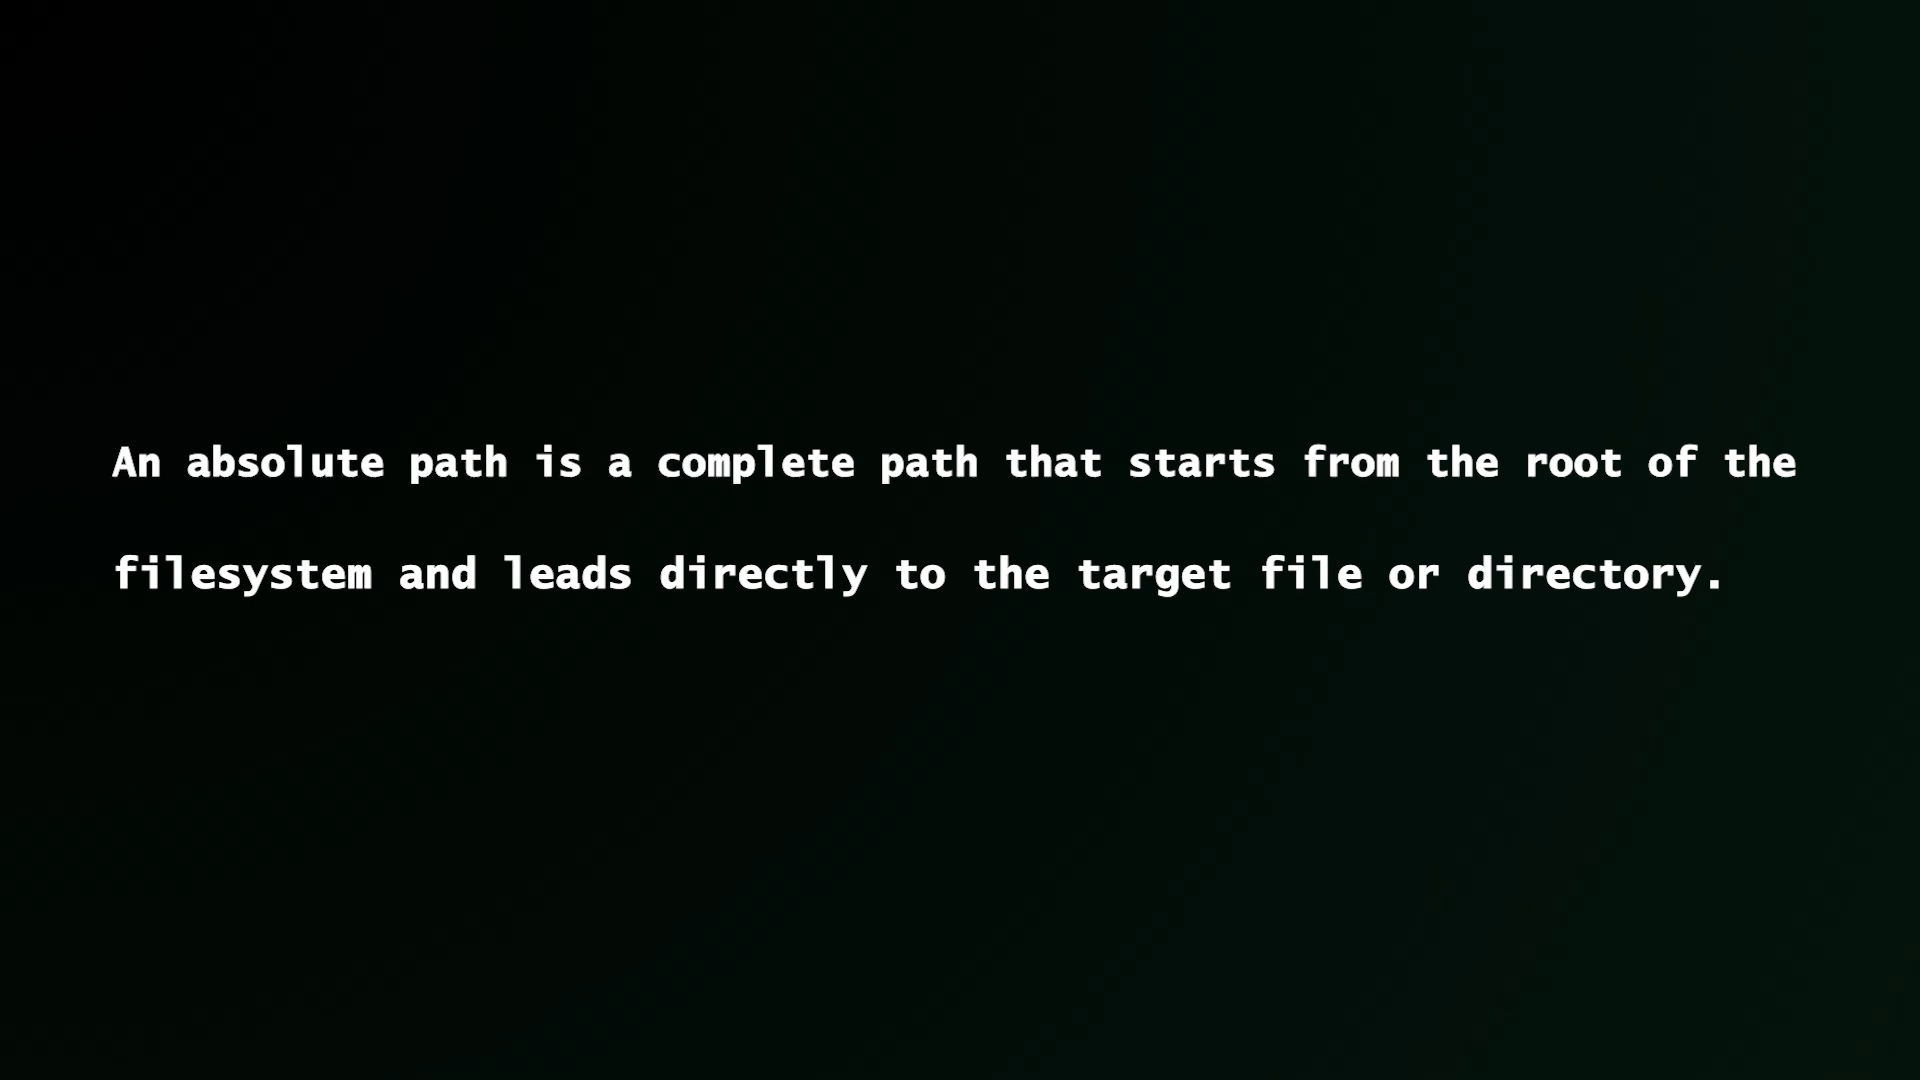 An absolute path is a complete path that starts from the root of the
filesystem and leads directly to the target file or directory.